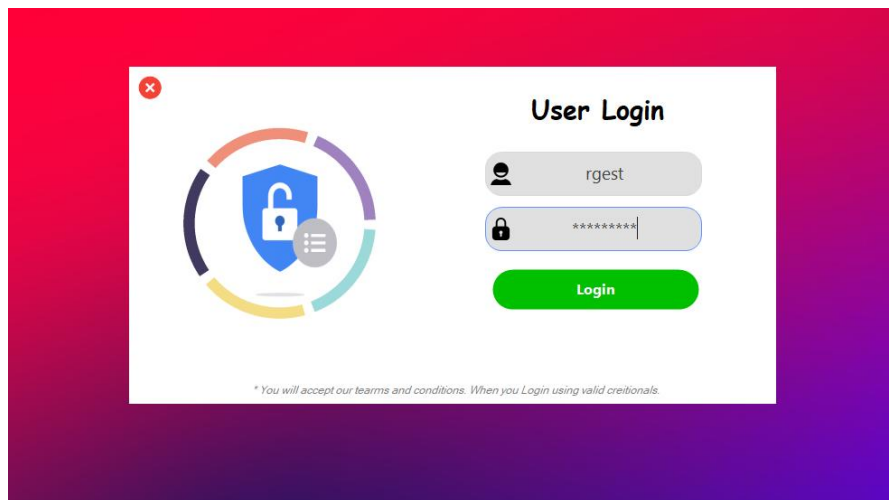 User Login
rgest
*********
Login
* You will accept our tearms and conditions. When you Login using valid creitionals.